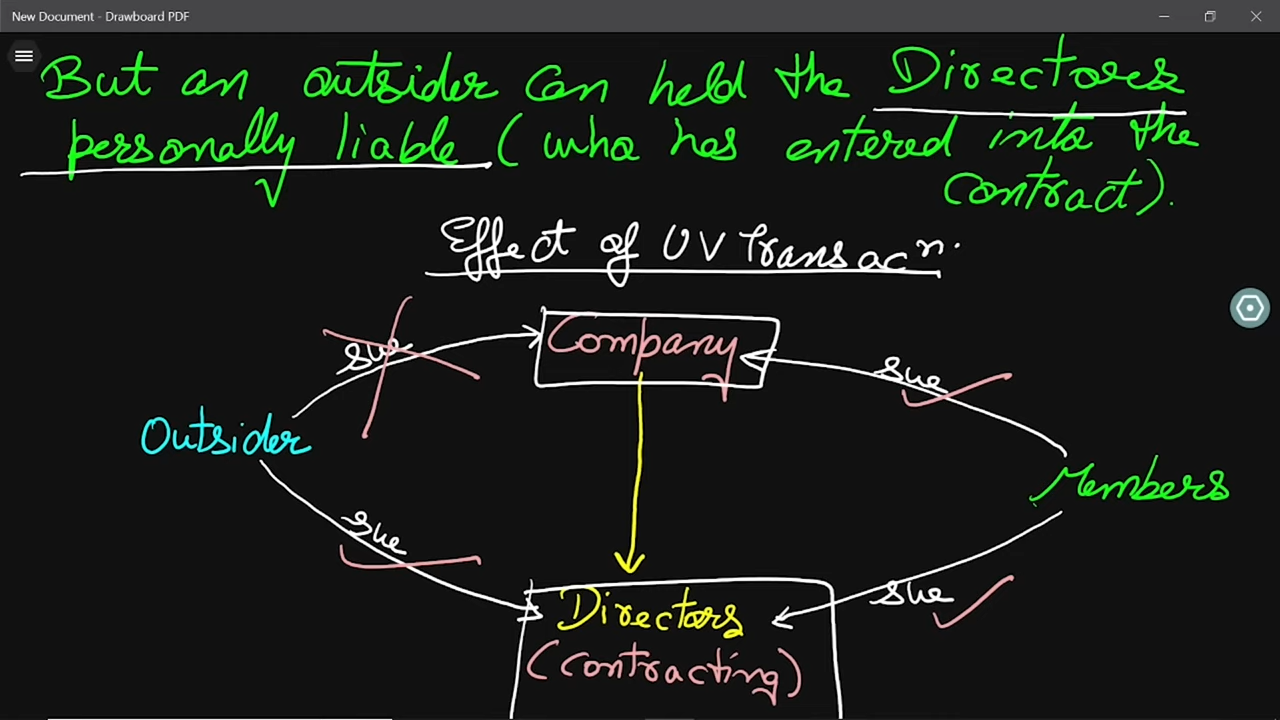 New Document - Drawboard PDF
But an outsider can held the Directors
personally liable (who has entered into the
contract).
Effect of UV Transacn.
Company
sue
sue
Outsider
Members
sue
sue
Directors
(contracting)